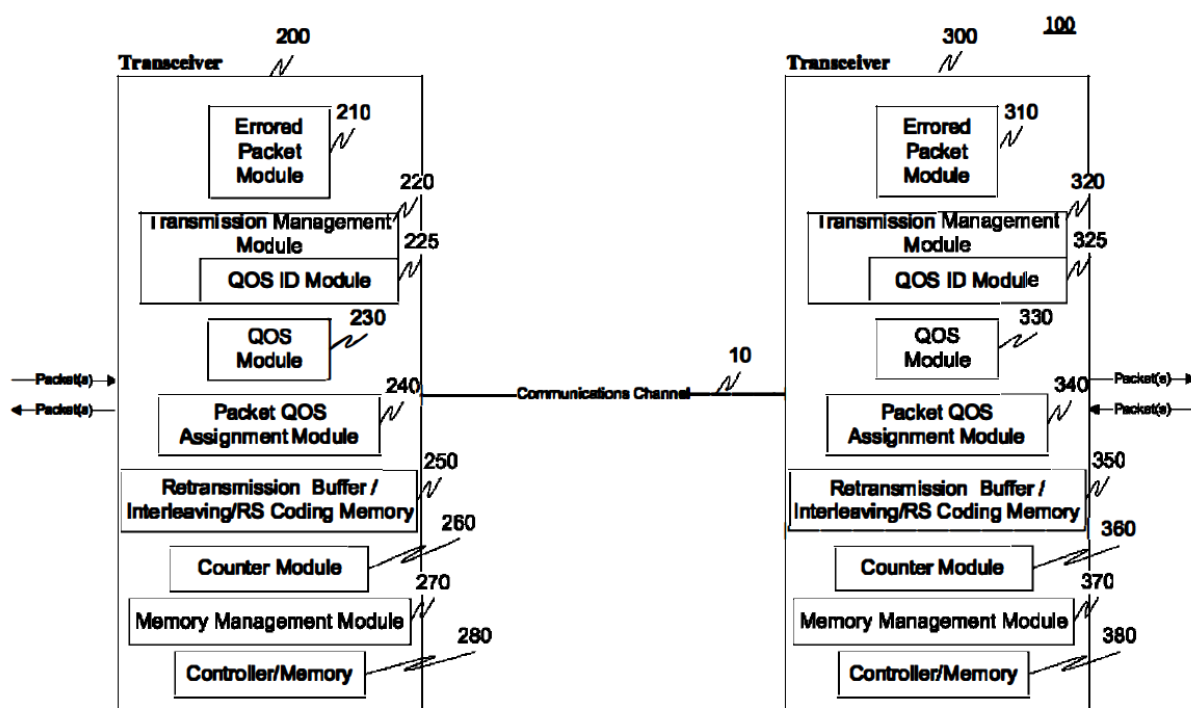 100
200
Transceiver
210
Errored
Packet
Module
220
Transmission Management
Module
225
QOS ID Module
230
QOS
Module
Packet(s)
Packet(s)
240
Packet QOS
Assignment Module
250
Retransmission Buffer /
Interleaving/RS Coding Memory
260
Counter Module
270
Memory Management Module
280
Controller/Memory
10
Communications Channel
300
Transceiver
310
Errored
Packet
Module
320
Transmission Management
Module
325
QOS ID Module
330
QOS
Module
Packet(s)
Packet(s)
340
Packet QOS
Assignment Module
350
Retransmission Buffer /
Interleaving/RS Coding Memory
360
Counter Module
370
Memory Management Module
380
Controller/Memory